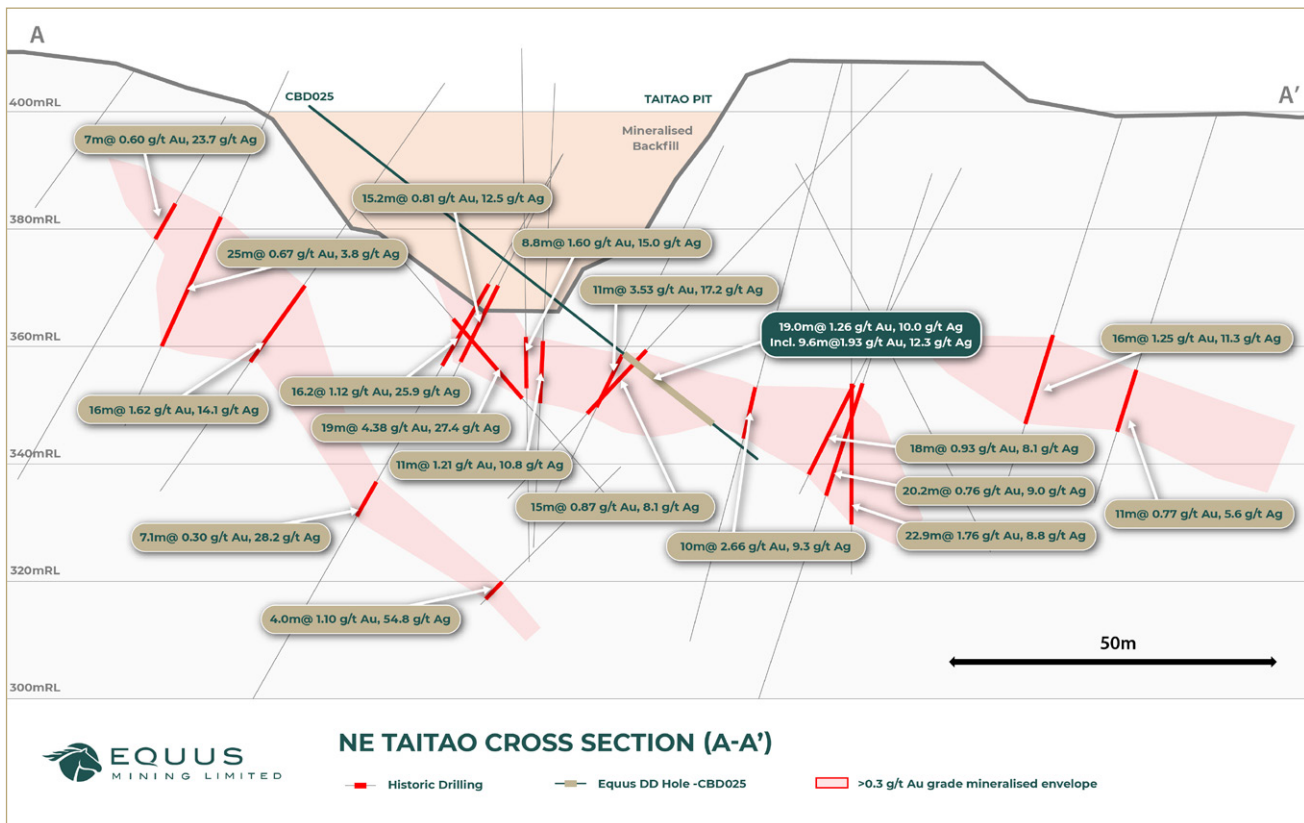 A
A'
CBD025
TAITAO PIT
Mineralised
Backfill
400mRL
380mRL
360mRL
340mRL
320mRL
300mRL
7m@ 0.60 g/t Au, 23.7 g/t Ag
15.2m@ 0.81 g/t Au, 12.5 g/t Ag
8.8m@ 1.60 g/t Au, 15.0 g/t Ag
25m@ 0.67 g/t Au, 3.8 g/t Ag
11m@ 3.53 g/t Au, 17.2 g/t Ag
19.0m@ 1.26 g/t Au, 10.0 g/t Ag
Incl. 9.6m@1.93 g/t Au, 12.3 g/t Ag
16m@ 1.25 g/t Au, 11.3 g/t Ag
16.2@ 1.12 g/t Au, 25.9 g/t Ag
16m@ 1.62 g/t Au, 14.1 g/t Ag
19m@ 4.38 g/t Au, 27.4 g/t Ag
18m@ 0.93 g/t Au, 8.1 g/t Ag
11m@ 1.21 g/t Au, 10.8 g/t Ag
20.2m@ 0.76 g/t Au, 9.0 g/t Ag
15m@ 0.87 g/t Au, 8.1 g/t Ag
11m@ 0.77 g/t Au, 5.6 g/t Ag
7.1m@ 0.30 g/t Au, 28.2 g/t Ag
22.9m@ 1.76 g/t Au, 8.8 g/t Ag
10m@ 2.66 g/t Au, 9.3 g/t Ag
4.0m@ 1.10 g/t Au, 54.8 g/t Ag
50m
EQUUS
MINING LIMITED
NE TAITAO CROSS SECTION (A-A')
Historic Drilling
Equus DD Hole -CBD025
>0.3 g/t Au grade mineralised envelope